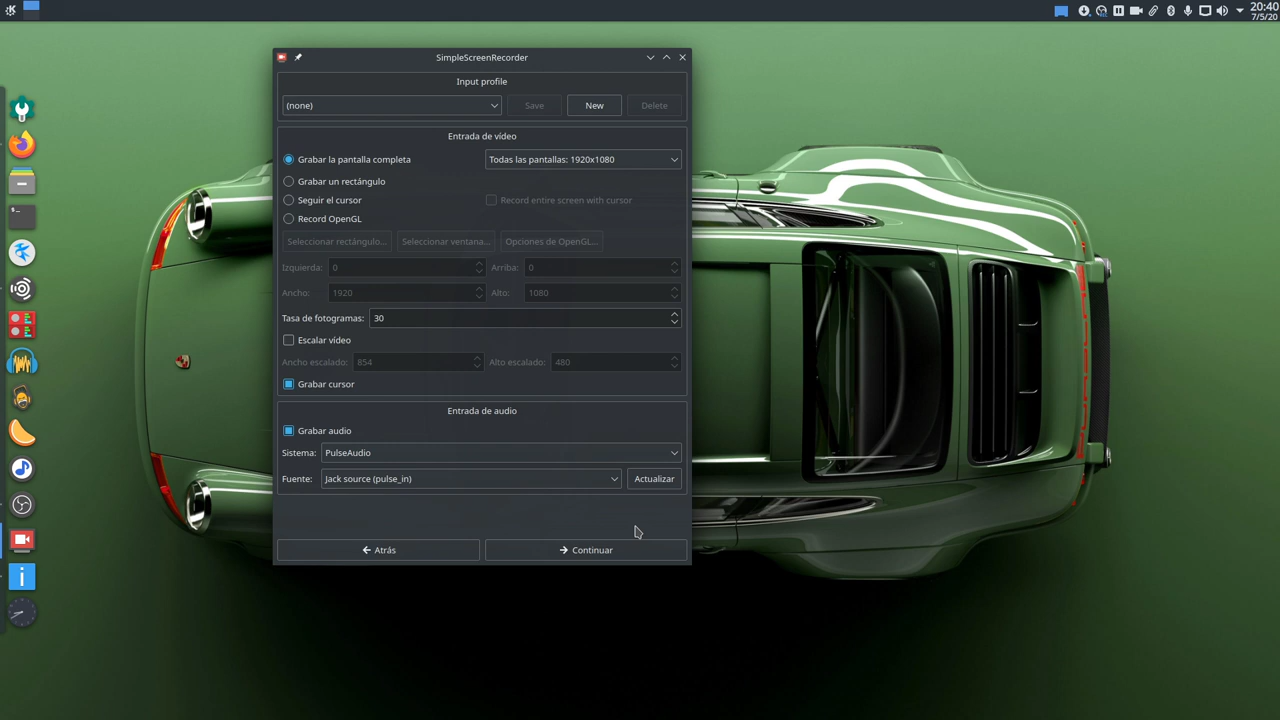 20:40
7/5/20
SimpleScreenRecorder
Input profile
(none) Save New Delete
Entrada de vídeo
Grabar la pantalla completa Todas las pantallas: 1920x1080
Grabar un rectángulo
Seguir el cursor Record entire screen with cursor
Record OpenGL
Seleccionar rectángulo... Seleccionar ventana... Opciones de OpenGL...
Izquierda: 0 Arriba: 0
Ancho: 1920 Alto: 1080
Tasa de fotogramas: 30
Escalar vídeo
Ancho escalado: 854 Alto escalado: 480
Grabar cursor
Entrada de audio
Grabar audio
Sistema: PulseAudio
Fuente: Jack source (pulse_in) Actualizar
Atrás Continuar